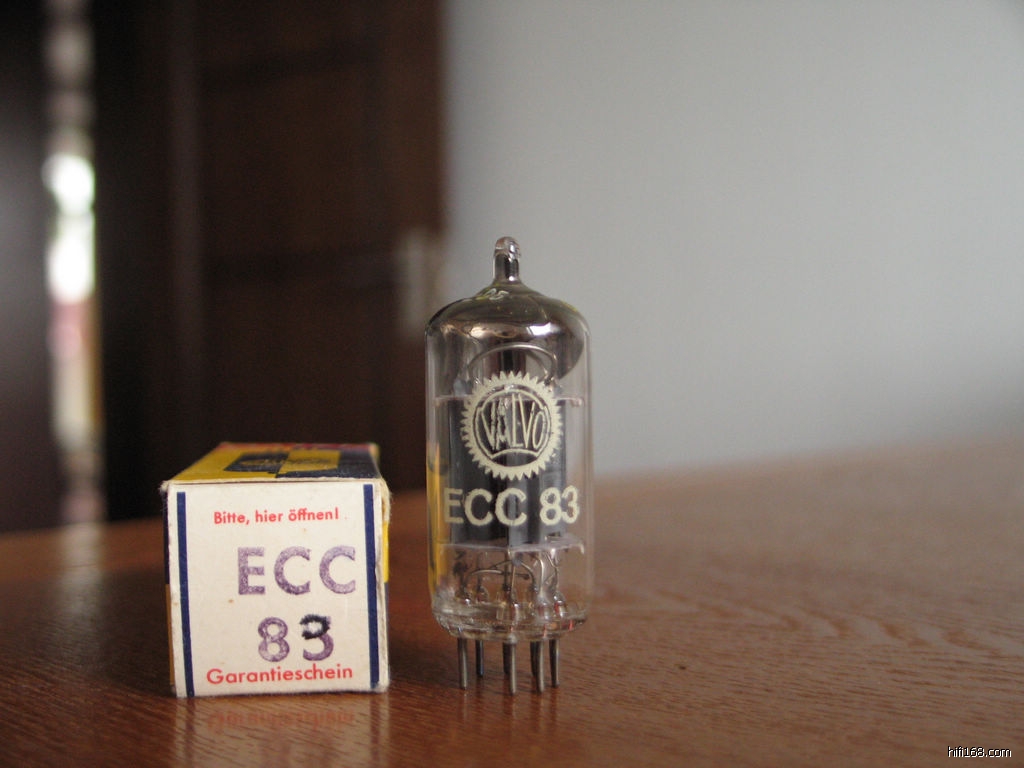 Bitte, hier öffnen!
ECC
83
Garantieschein
VALVO
ECC 83
hifi168.com